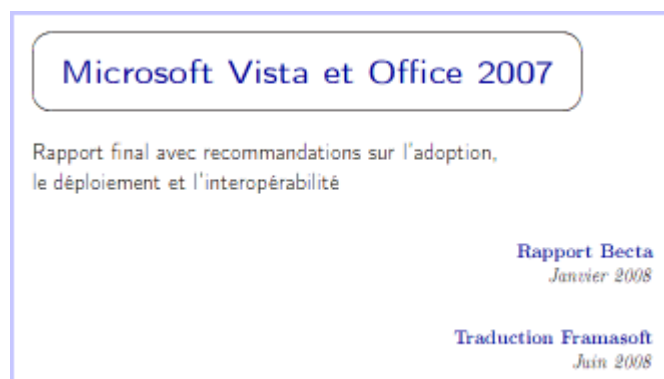 Microsoft Vista et Office 2007
Rapport final avec recommandations sur l'adoption,
le déploiement et l'interopérabilité
Rapport Becta
Janvier 2008
Traduction Framasoft
Juin 2008